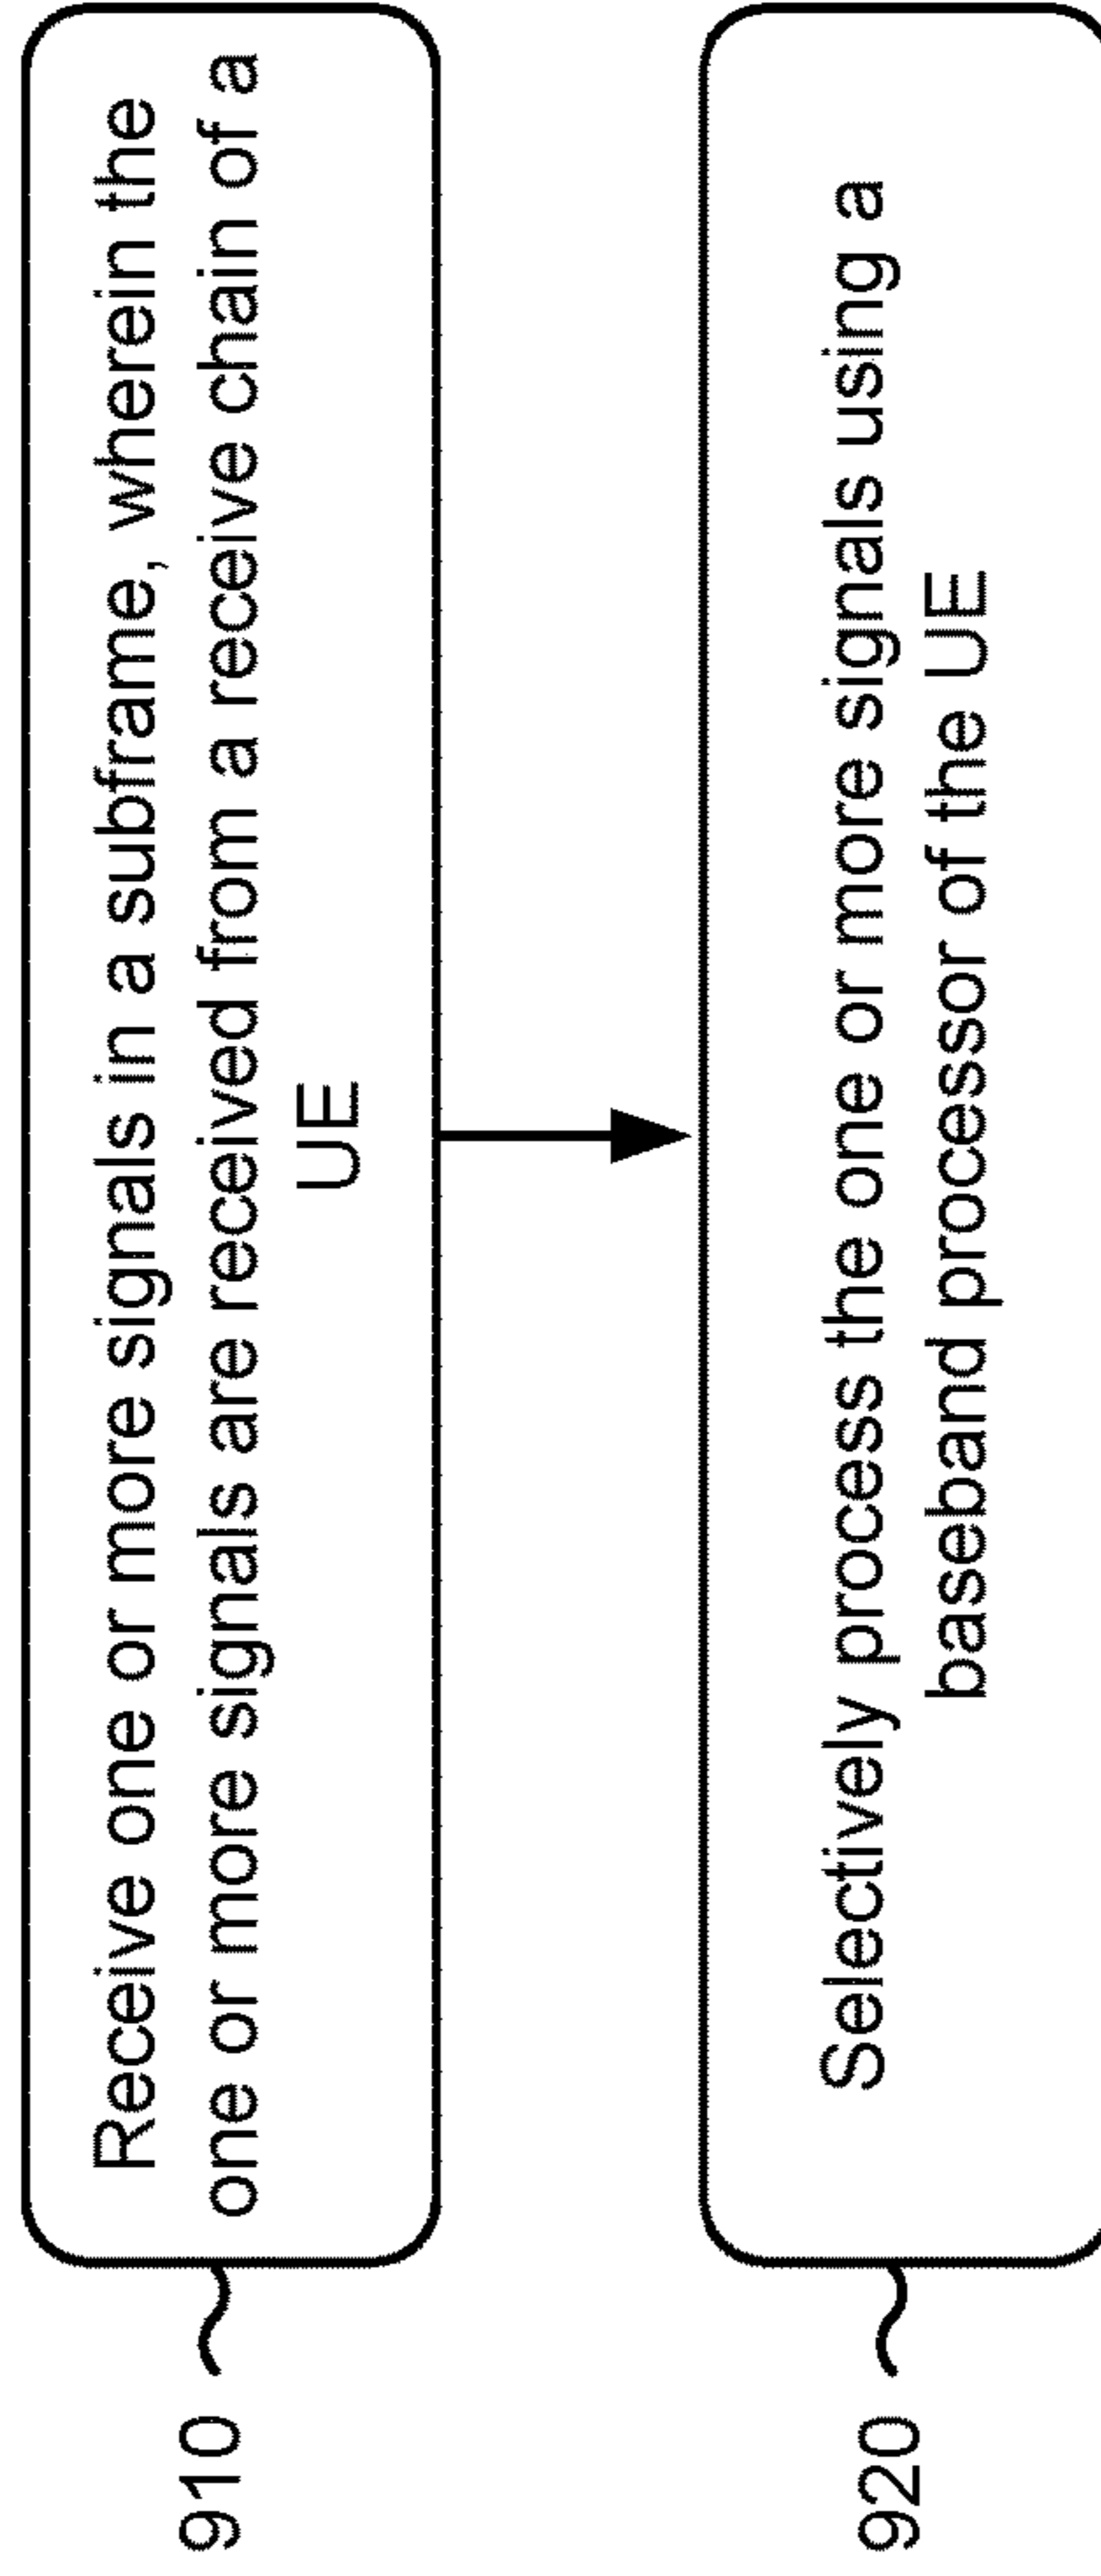 910
Receive one or more signals in a subframe, wherein the
one or more signals are received from a receive chain of a
UE
920
Selectively process the one or more signals using a
baseband processor of the UE